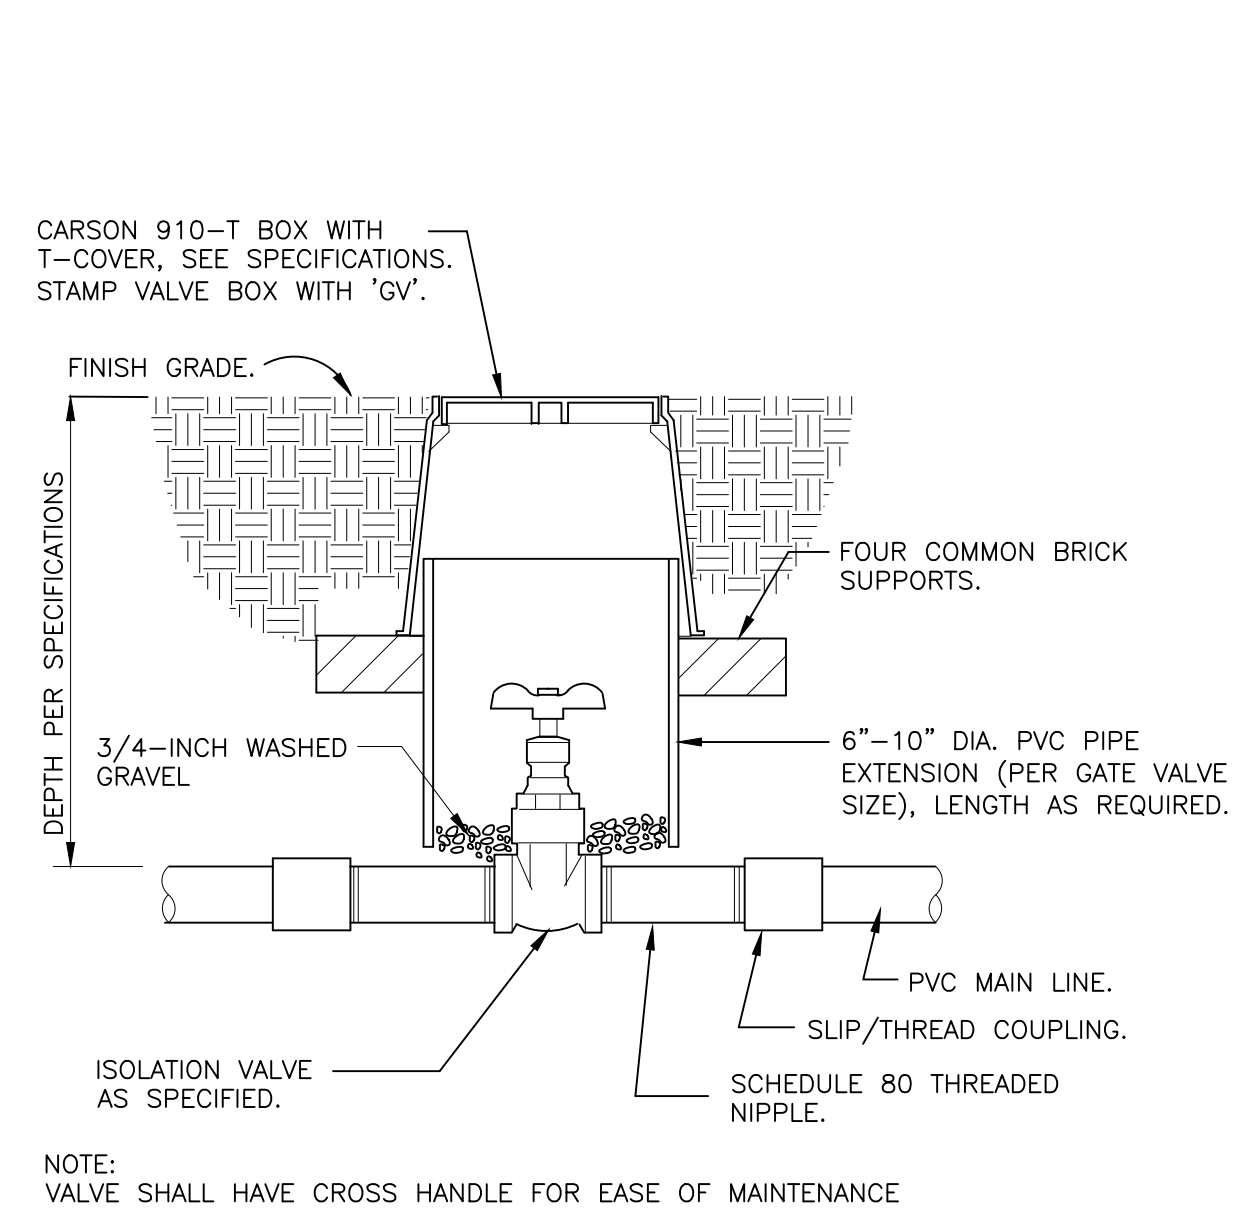 CARSON 910-T BOX WITH
T-COVER, SEE SPECIFICATIONS.
STAMP VALVE BOX WITH 'GV'.
FINISH GRADE.
DEPTH PER SPECIFICATIONS
FOUR COMMON BRICK
SUPPORTS.
3/4-INCH WASHED
GRAVEL
6"-10" DIA. PVC PIPE
EXTENSION (PER GATE VALVE
SIZE), LENGTH AS REQUIRED.
PVC MAIN LINE.
SLIP/THREAD COUPLING.
ISOLATION VALVE
AS SPECIFIED.
SCHEDULE 80 THREADED
NIPPLE.
NOTE:
VALVE SHALL HAVE CROSS HANDLE FOR EASE OF MAINTENANCE